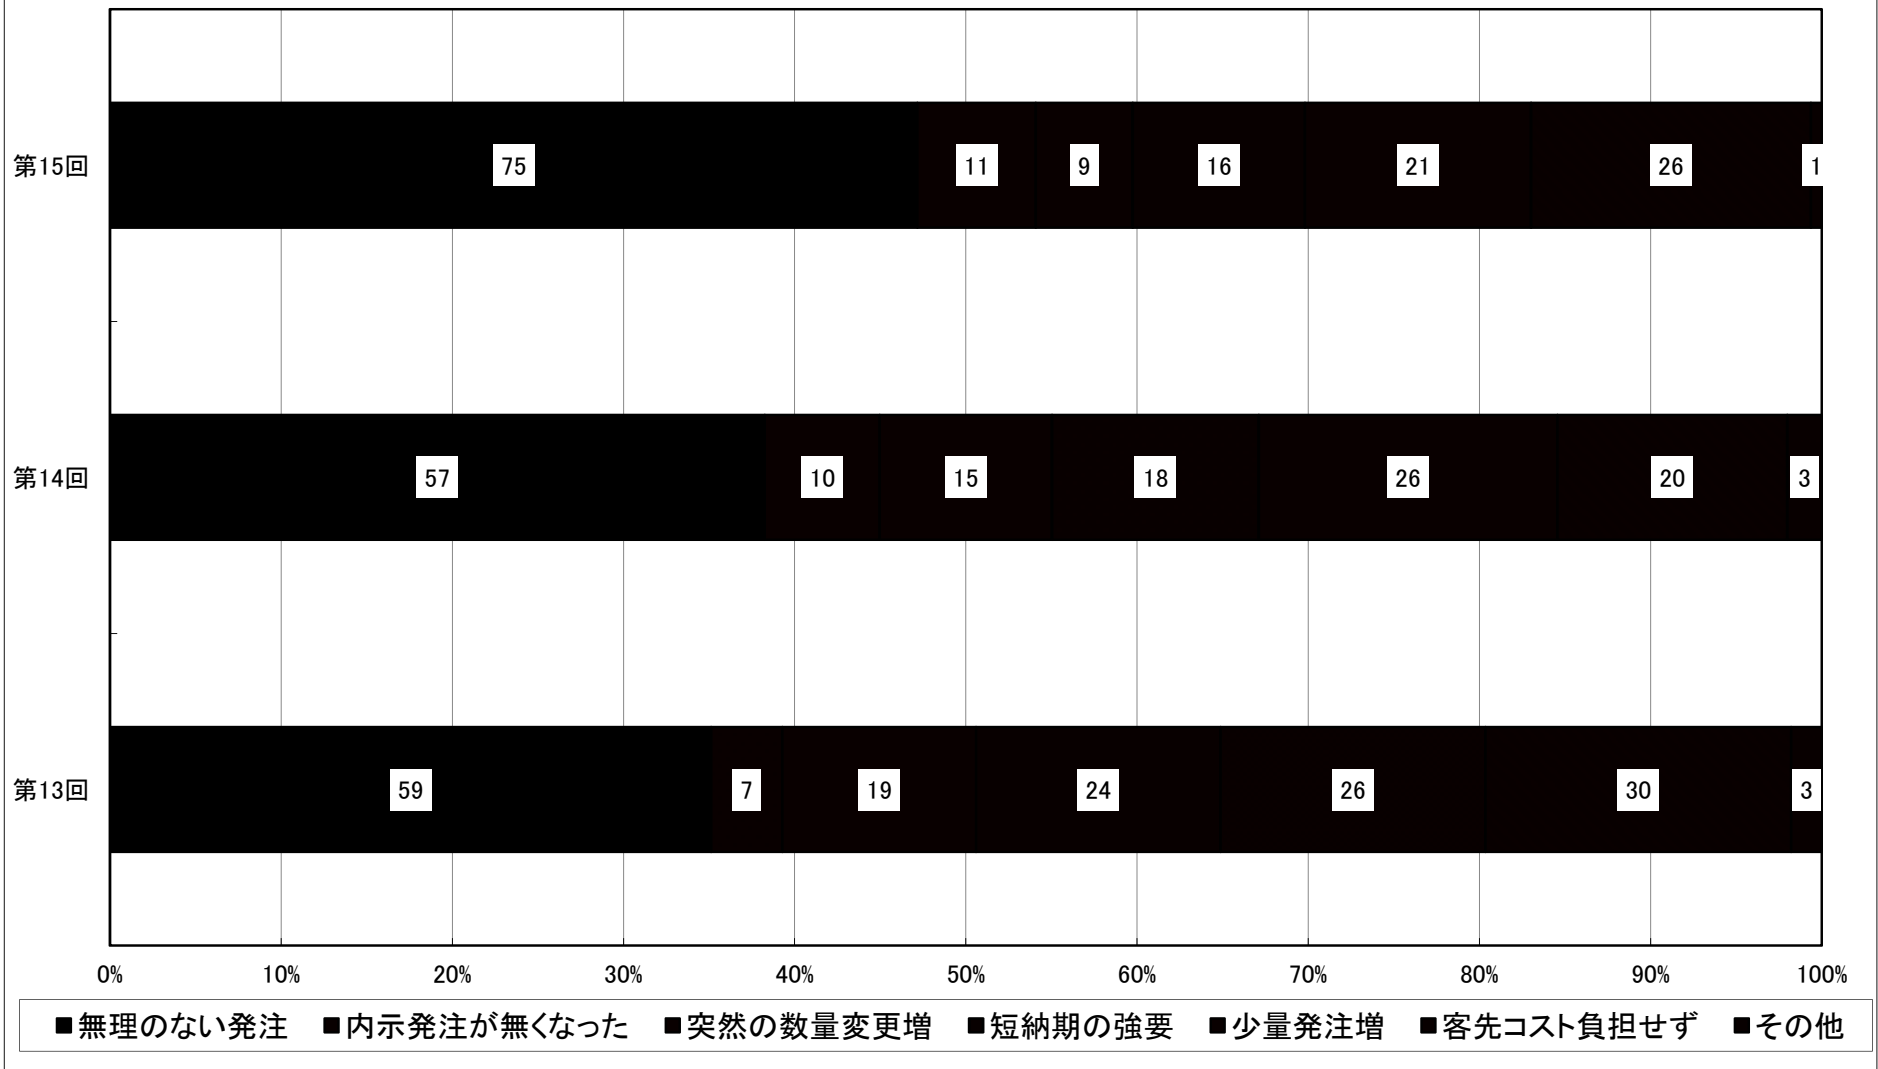 第15回 75 11 9 16 21 26 1
第14回 57 10 15 18 26 20 3
第13回 59 7 19 24 26 30 3
0% 10% 20% 30% 40% 50% 60% 70% 80% 90% 100%
■無理のない発注 ■内示発注が無くなった ■突然の数量変更増 ■短納期の強要 ■少量発注増 ■客先コスト負担せず ■その他